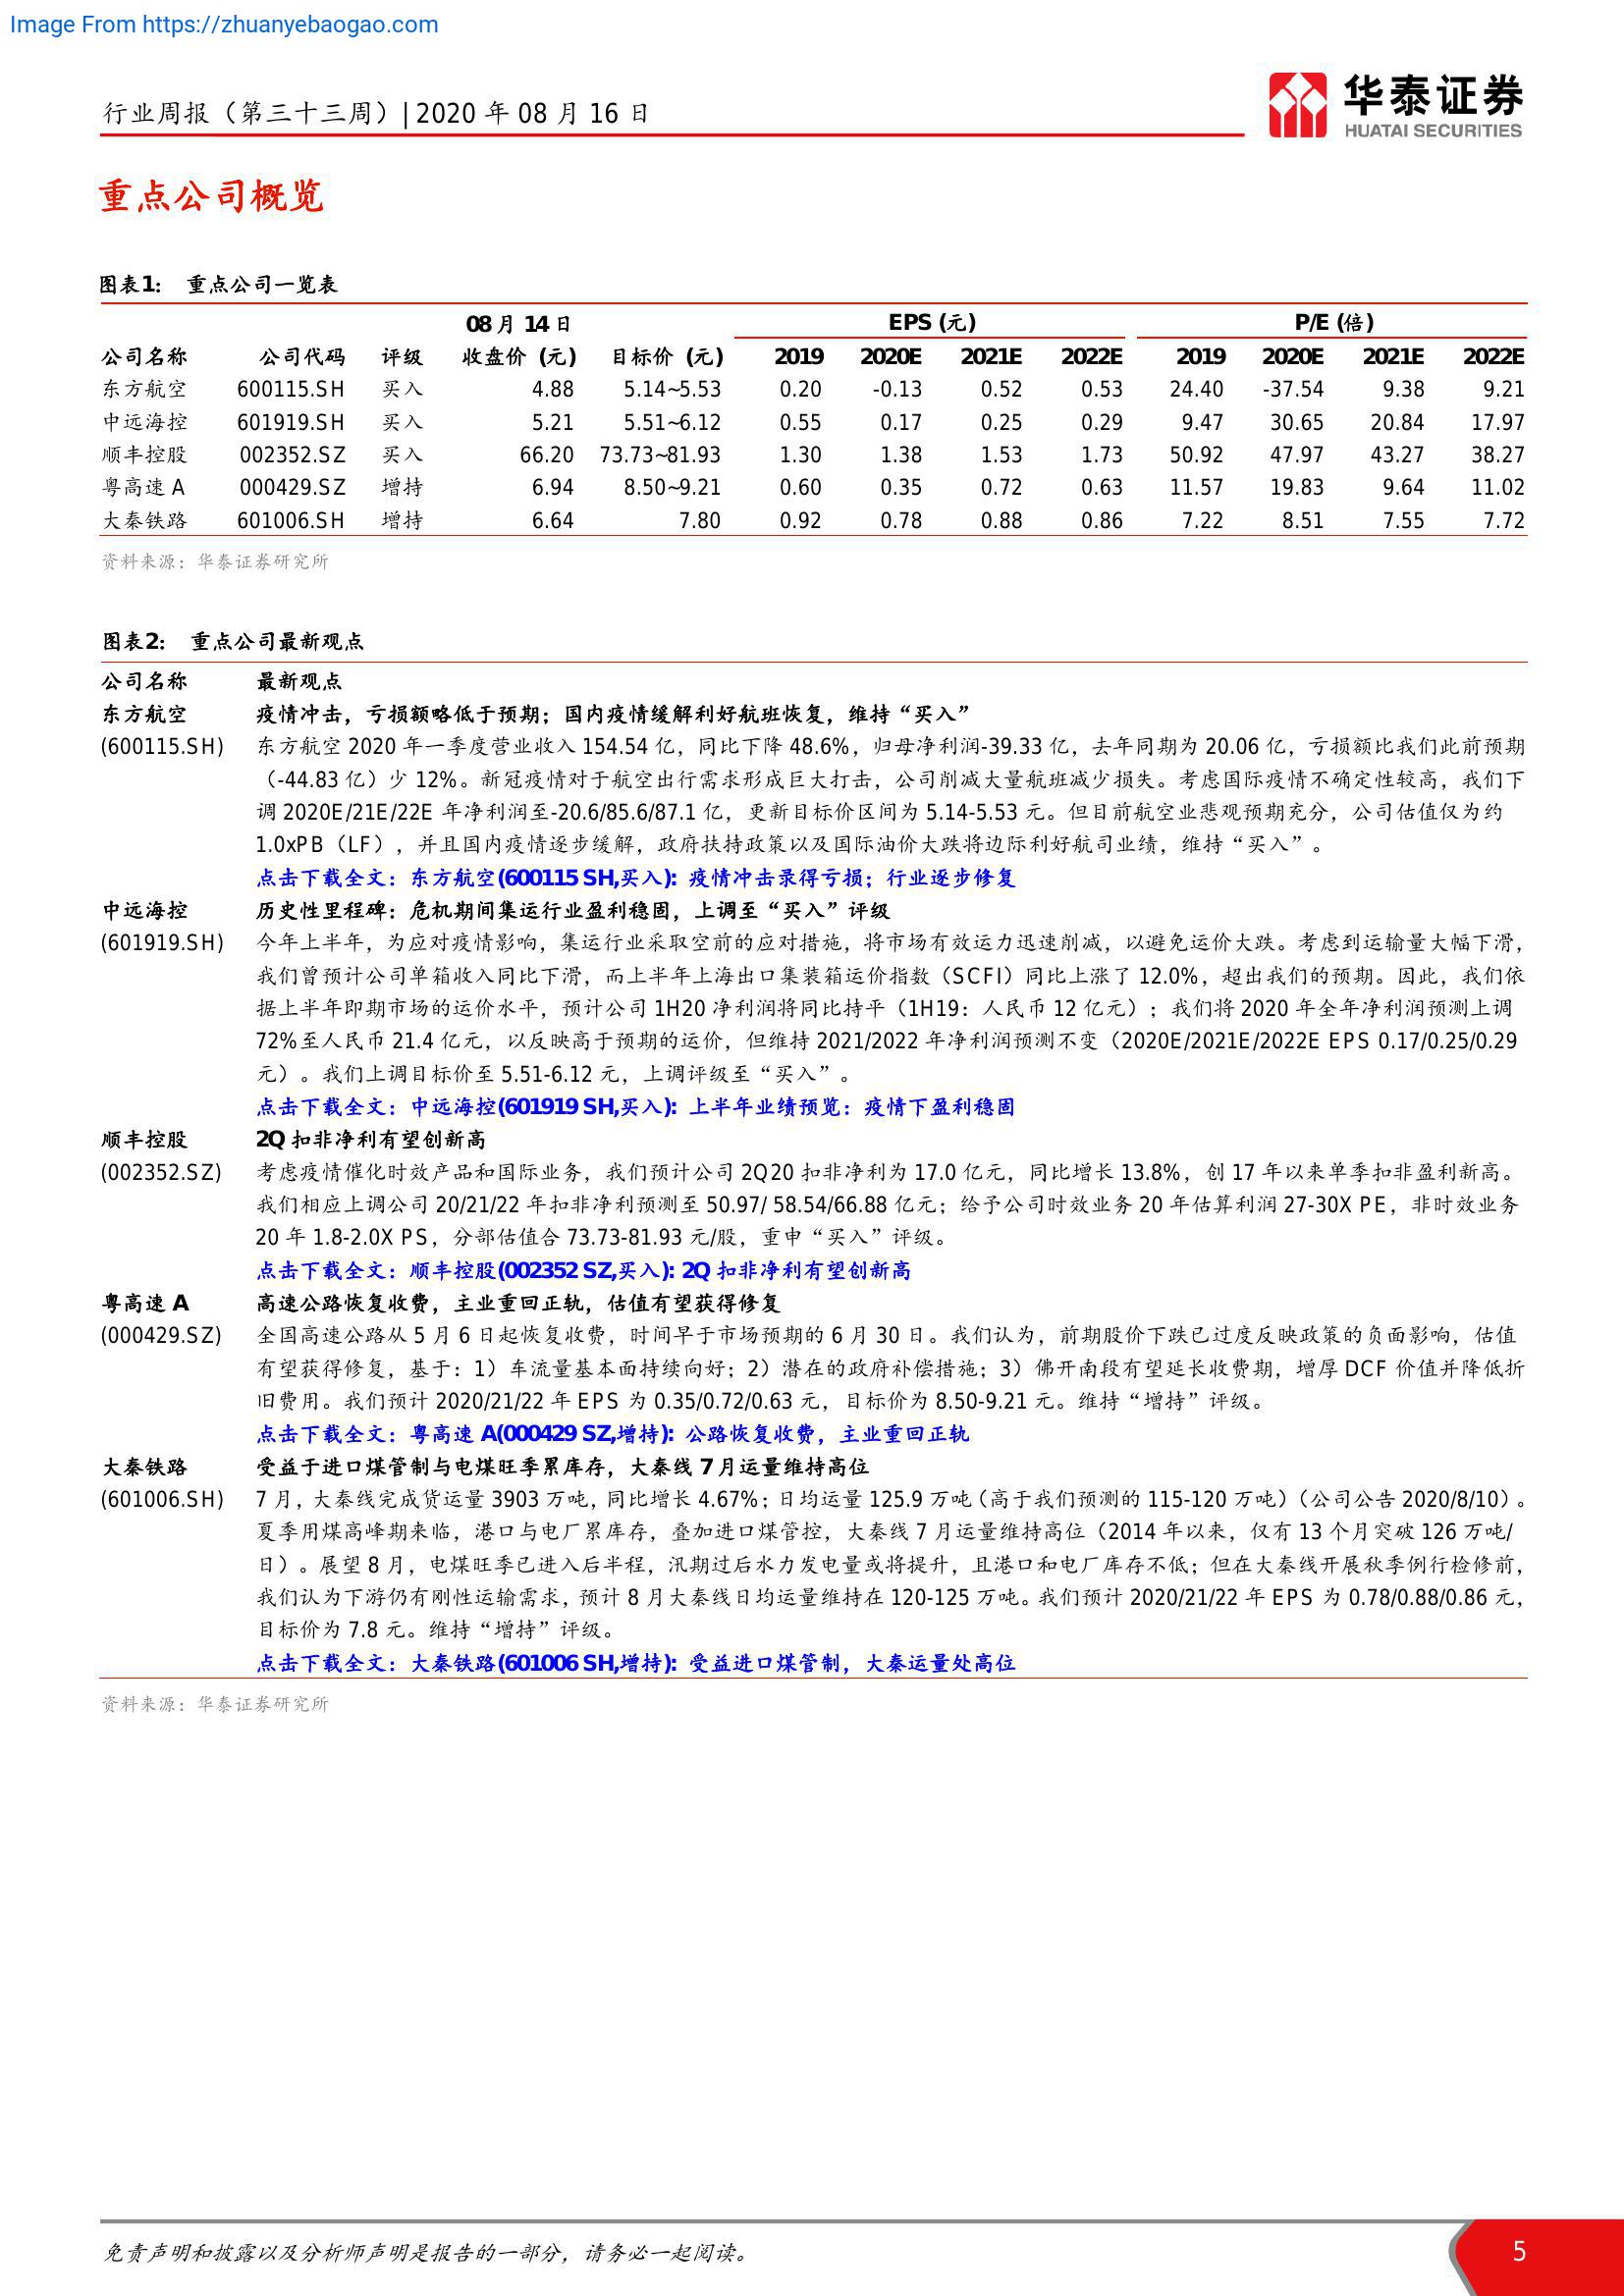 Image From https://zhuanyebaogao.com
行业周报（第三十三周）| 2020 年 08 月 16 日
华泰证券
HUATAI SECURITIES
重点公司概览
图表1： 重点公司一览表
08 月 14 日 EPS (元) P/E (倍)
公司名称 公司代码 评级 收盘价 (元) 目标价 (元) 2019 2020E 2021E 2022E 2019 2020E 2021E 2022E
东方航空 600115.SH 买入 4.88 5.14~5.53 0.20 -0.13 0.52 0.53 24.40 -37.54 9.38 9.21
中远海控 601919.SH 买入 5.21 5.51~6.12 0.55 0.17 0.25 0.29 9.47 30.65 20.84 17.97
顺丰控股 002352.SZ 买入 66.20 73.73~81.93 1.30 1.38 1.53 1.73 50.92 47.97 43.27 38.27
粤高速 A 000429.SZ 增持 6.94 8.50~9.21 0.60 0.35 0.72 0.63 11.57 19.83 9.64 11.02
大秦铁路 601006.SH 增持 6.64 7.80 0.92 0.78 0.88 0.86 7.22 8.51 7.55 7.72
资料来源：华泰证券研究所
图表2： 重点公司最新观点
公司名称 最新观点
东方航空 疫情冲击，亏损额略低于预期；国内疫情缓解利好航班恢复，维持“买入”
(600115.SH) 东方航空 2020 年一季度营业收入 154.54 亿，同比下降 48.6%，归母净利润-39.33 亿，去年同期为 20.06 亿，亏损额比我们此前预期
（-44.83 亿）少 12%。新冠疫情对于航空出行需求形成巨大打击，公司削减大量航班减少损失。考虑国际疫情不确定性较高，我们下
调 2020E/21E/22E 年净利润至-20.6/85.6/87.1 亿，更新目标价区间为 5.14-5.53 元。但目前航空业悲观预期充分，公司估值仅为约
1.0xPB（LF），并且国内疫情逐步缓解，政府扶持政策以及国际油价大跌将边际利好航司业绩，维持“买入”。
点击下载全文：东方航空(600115 SH,买入): 疫情冲击录得亏损；行业逐步修复
中远海控 历史性里程碑：危机期间集运行业盈利稳固，上调至“买入”评级
(601919.SH) 今年上半年，为应对疫情影响，集运行业采取空前的应对措施，将市场有效运力迅速削减，以避免运价大跌。考虑到运输量大幅下滑，
我们曾预计公司单箱收入同比下滑，而上半年上海出口集装箱运价指数（SCFI）同比上涨了 12.0%，超出我们的预期。因此，我们依
据上半年即期市场的运价水平，预计公司 1H20 净利润将同比持平（1H19：人民币 12 亿元）；我们将 2020 年全年净利润预测上调
72%至人民币 21.4 亿元，以反映高于预期的运价，但维持 2021/2022 年净利润预测不变（2020E/2021E/2022E EPS 0.17/0.25/0.29
元）。我们上调目标价至 5.51-6.12 元，上调评级至“买入”。
点击下载全文：中远海控(601919 SH,买入): 上半年业绩预览：疫情下盈利稳固
顺丰控股 2Q 扣非净利有望创新高
(002352.SZ) 考虑疫情催化时效产品和国际业务，我们预计公司 2Q20 扣非净利为 17.0 亿元，同比增长 13.8%，创 17 年以来单季扣非盈利新高。
我们相应上调公司 20/21/22 年扣非净利预测至 50.97/ 58.54/66.88 亿元；给予公司时效业务 20 年估算利润 27-30X PE，非时效业务
20 年 1.8-2.0X PS，分部估值合 73.73-81.93 元/股，重申“买入”评级。
点击下载全文：顺丰控股(002352 SZ,买入): 2Q 扣非净利有望创新高
粤高速 A 高速公路恢复收费，主业重回正轨，估值有望获得修复
(000429.SZ) 全国高速公路从 5 月 6 日起恢复收费，时间早于市场预期的 6 月 30 日。我们认为，前期股价下跌已过度反映政策的负面影响，估值
有望获得修复，基于：1）车流量基本面持续向好；2）潜在的政府补偿措施；3）佛开南段有望延长收费期，增厚 DCF 价值并降低折
旧费用。我们预计 2020/21/22 年 EPS 为 0.35/0.72/0.63 元，目标价为 8.50-9.21 元。维持“增持”评级。
点击下载全文：粤高速 A(000429 SZ,增持): 公路恢复收费，主业重回正轨
大秦铁路 受益于进口煤管制与电煤旺季累库存，大秦线 7 月运量维持高位
(601006.SH) 7 月，大秦线完成货运量 3903 万吨，同比增长 4.67%；日均运量 125.9 万吨（高于我们预测的 115-120 万吨）（公司公告 2020/8/10）。
夏季用煤高峰期来临，港口与电厂累库存，叠加进口煤管控，大秦线 7 月运量维持高位（2014 年以来，仅有 13 个月突破 126 万吨/
日）。展望 8 月，电煤旺季已进入后半程，汛期过后水力发电量或将提升，且港口和电厂库存不低；但在大秦线开展秋季例行检修前，
我们认为下游仍有刚性运输需求，预计 8 月大秦线日均运量维持在 120-125 万吨。我们预计 2020/21/22 年 EPS 为 0.78/0.88/0.86 元，
目标价为 7.8 元。维持“增持”评级。
点击下载全文：大秦铁路(601006 SH,增持): 受益进口煤管制，大秦运量处高位
资料来源：华泰证券研究所
免责声明和披露以及分析师声明是报告的一部分，请务必一起阅读。 5